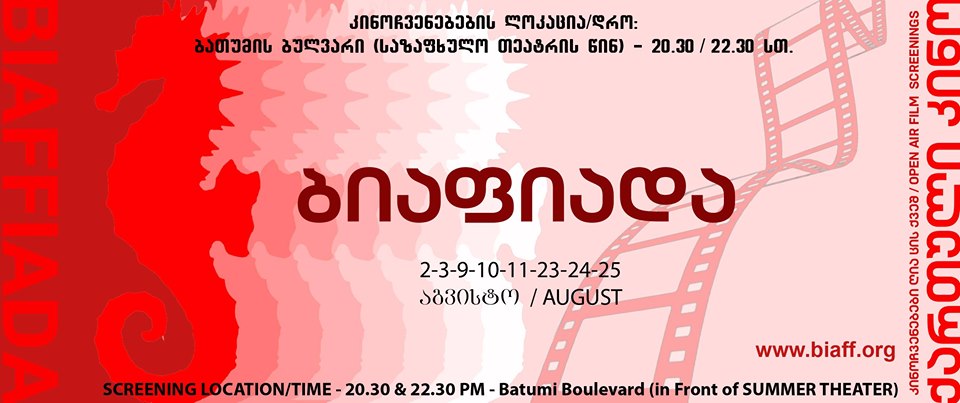 BIAFFIADA
კინოჩვენებების ლოკაცია/დრო:
ბათუმის ბულვარი (საზაფხულო თეატრის წინ) – 20.30 / 22.30 სთ.
ბიაფიადა
2-3-9-10-11-23-24-25
აგვისტო / AUGUST
www.biaff.org
SCREENING LOCATION/TIME - 20.30 & 22.30 PM - Batumi Boulevard (in Front of SUMMER THEATER)
კინოჩვენებები ღია ცის ქვეშ / OPEN AIR FILM SCREENINGS